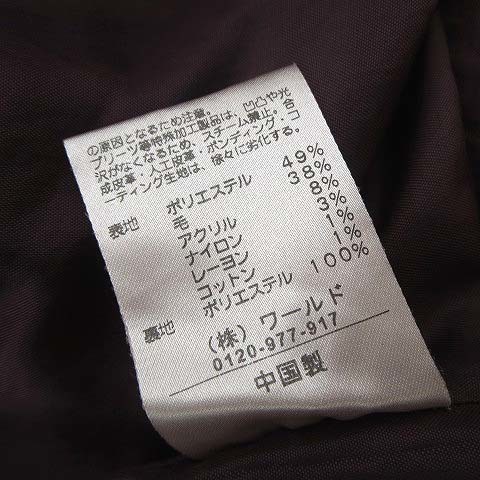 の原因となるため注意。
プリーツ等特殊加工製品は、凹凸や光
沢がなくなるため、スチーム禁止。合
成皮革・人工皮革・ボンディング・コ
ーティング生地は、徐々に劣化する。
表地 ポリエステル 49%
毛 38%
アクリル 8%
ナイロン 3%
レーヨン 1%
コットン 1%
裏地 ポリエステル 100%
(株) ワールド
0120-977-917
中国製